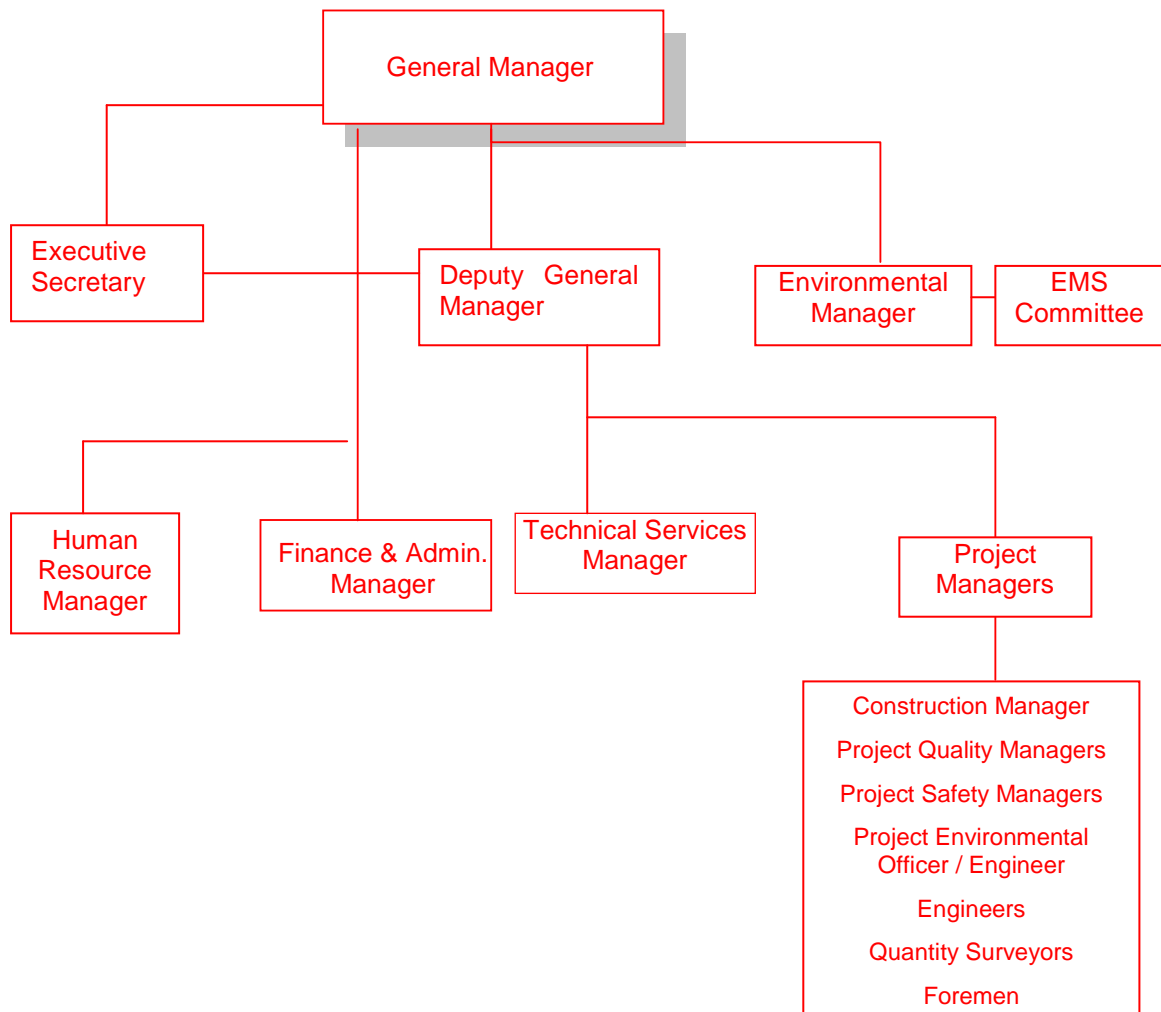 General Manager
Executive
Secretary
Deputy General
Manager
Environmental
Manager
EMS
Committee
Human
Resource
Manager
Finance & Admin.
Manager
Technical Services
Manager
Project
Managers
Construction Manager
Project Quality Managers
Project Safety Managers
Project Environmental
Officer / Engineer
Engineers
Quantity Surveyors
Foremen